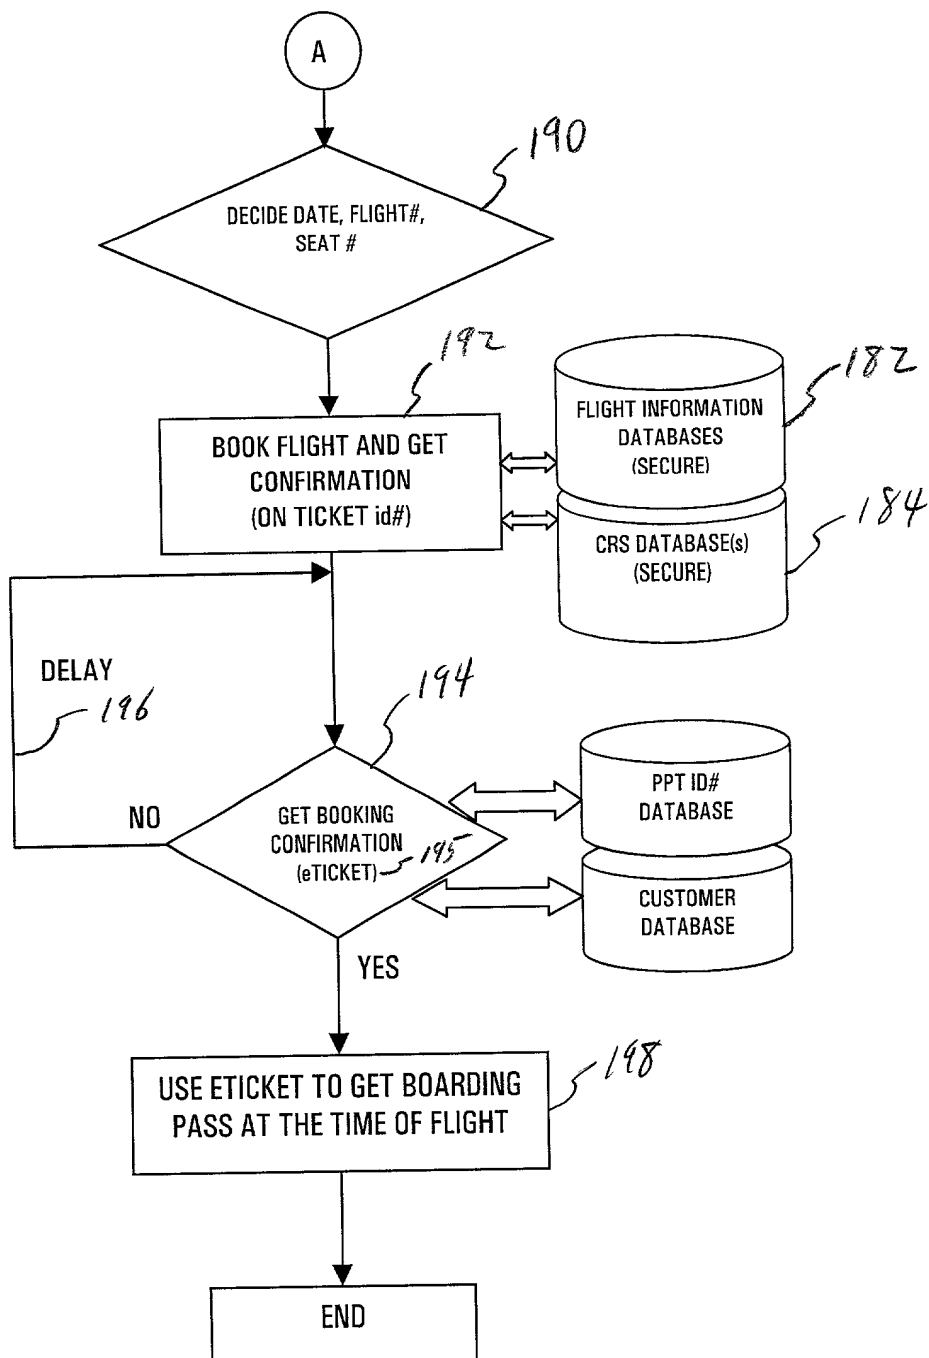 A
190
DECIDE DATE, FLIGHT#,
SEAT #
192
BOOK FLIGHT AND GET
CONFIRMATION
(ON TICKET id#)
182
FLIGHT INFORMATION
DATABASES
(SECURE)
184
CRS DATABASE(s)
(SECURE)
DELAY
196
194
NO
GET BOOKING
CONFIRMATION
(eTICKET) 195
PPT ID#
DATABASE
CUSTOMER
DATABASE
YES
198
USE ETICKET TO GET BOARDING
PASS AT THE TIME OF FLIGHT
END